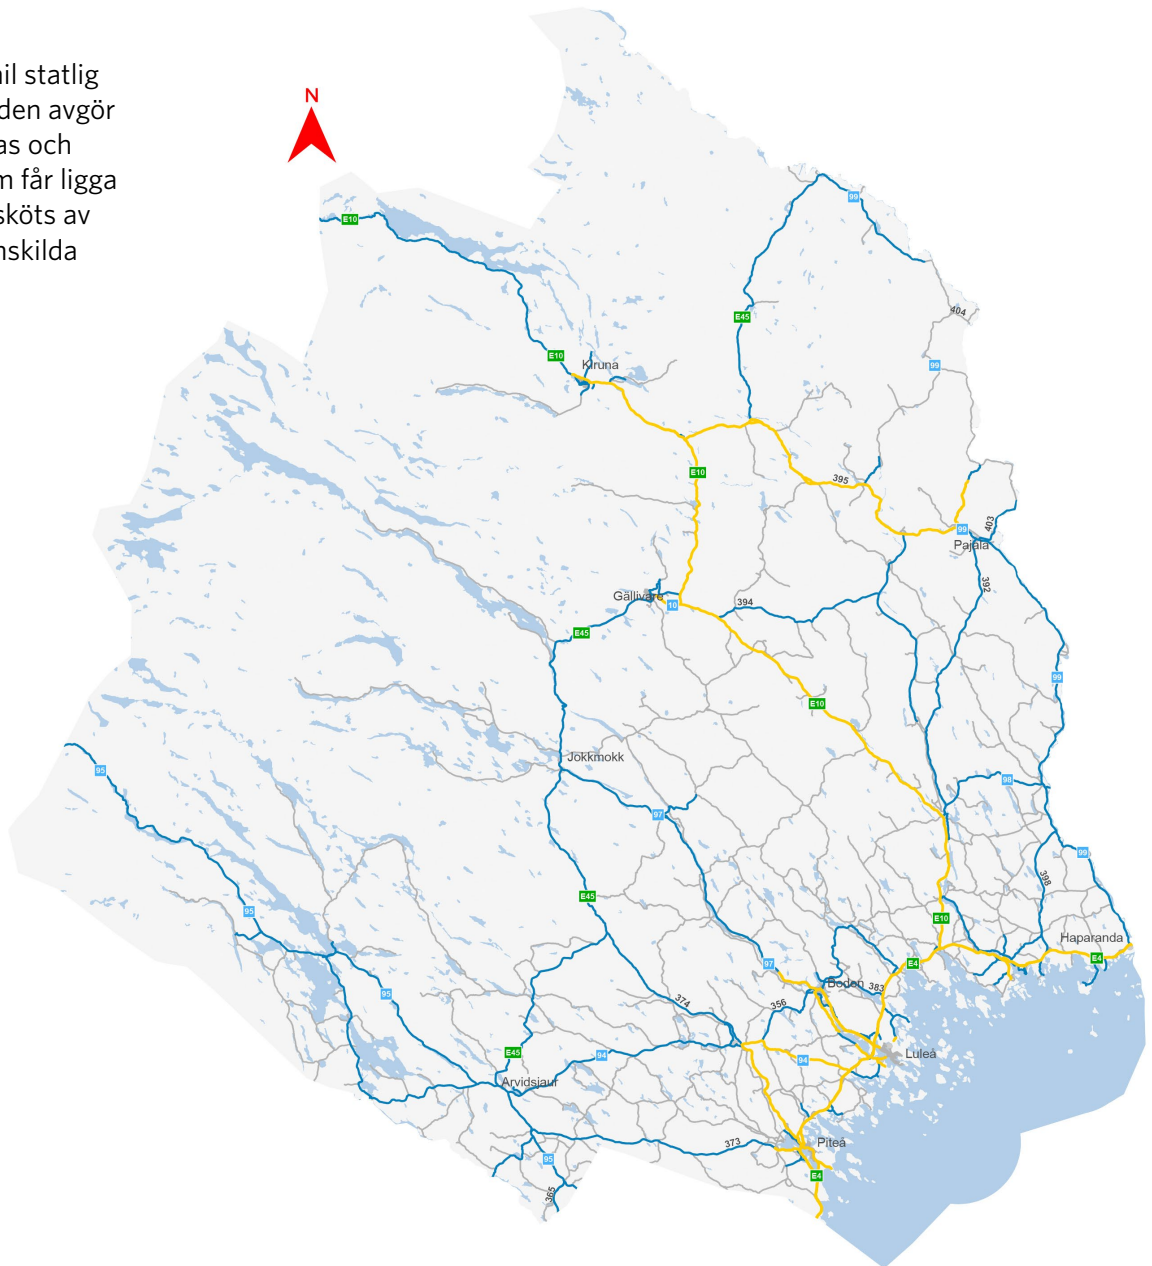 nil statlig
den avgör
as och
m får ligga
sköts av
nskilda
N
E10
99
E45
404
E10
Kiruna
99
E10
395
403
99
Pajala
392
Gällivare
10
394
E45
99
E10
Jokkmokk
95
98
97
99
398
E45
95
E10
Haparanda
E4
97
E4
Boden
383
95
374
356
Luleå
E45
94
94
Arvidsjaur
373
Piteå
95
E4
365